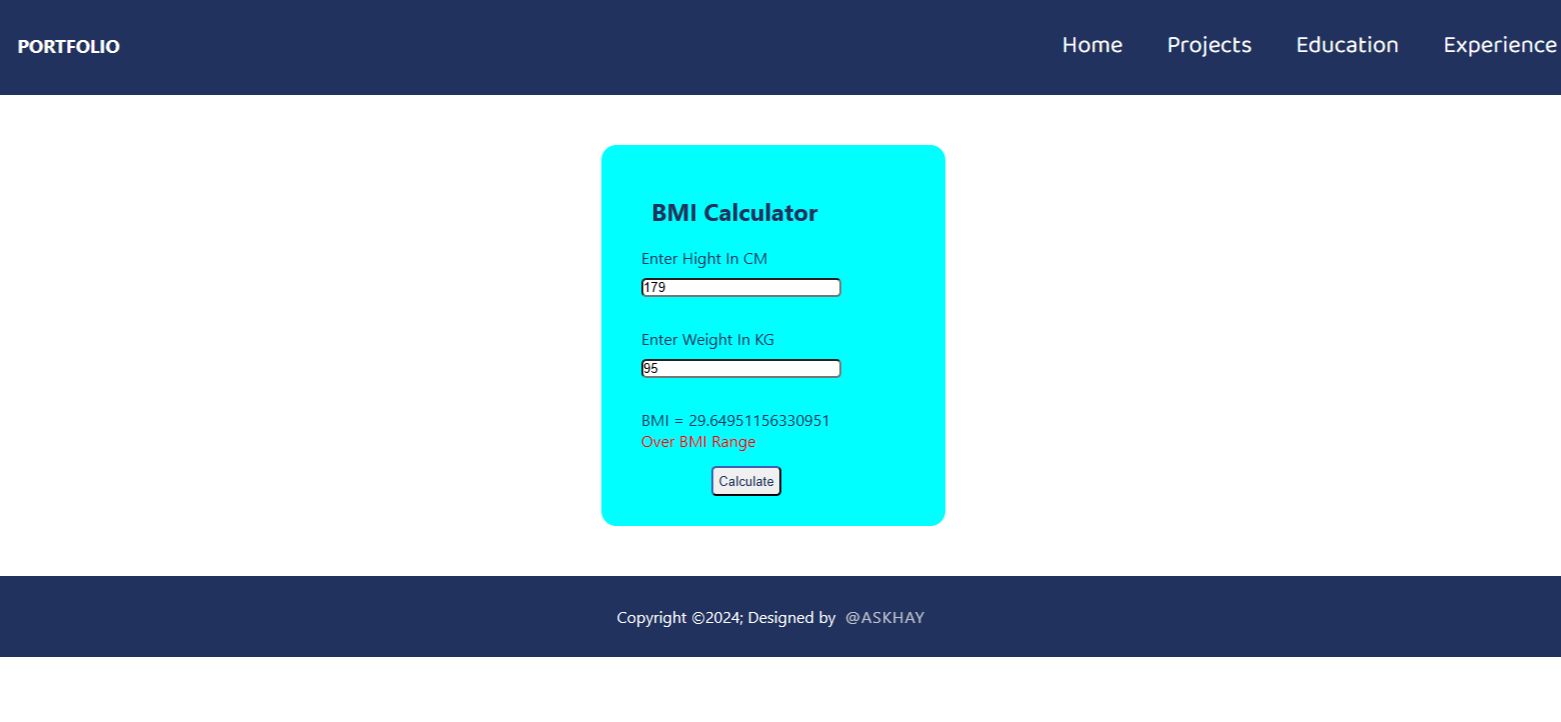 PORTFOLIO Home Projects Education Experience
BMI Calculator
Enter Hight In CM
179
Enter Weight In KG
95
BMI = 29.64951156330951
Over BMI Range
Calculate
Copyright ©2024; Designed by @ASKHAY